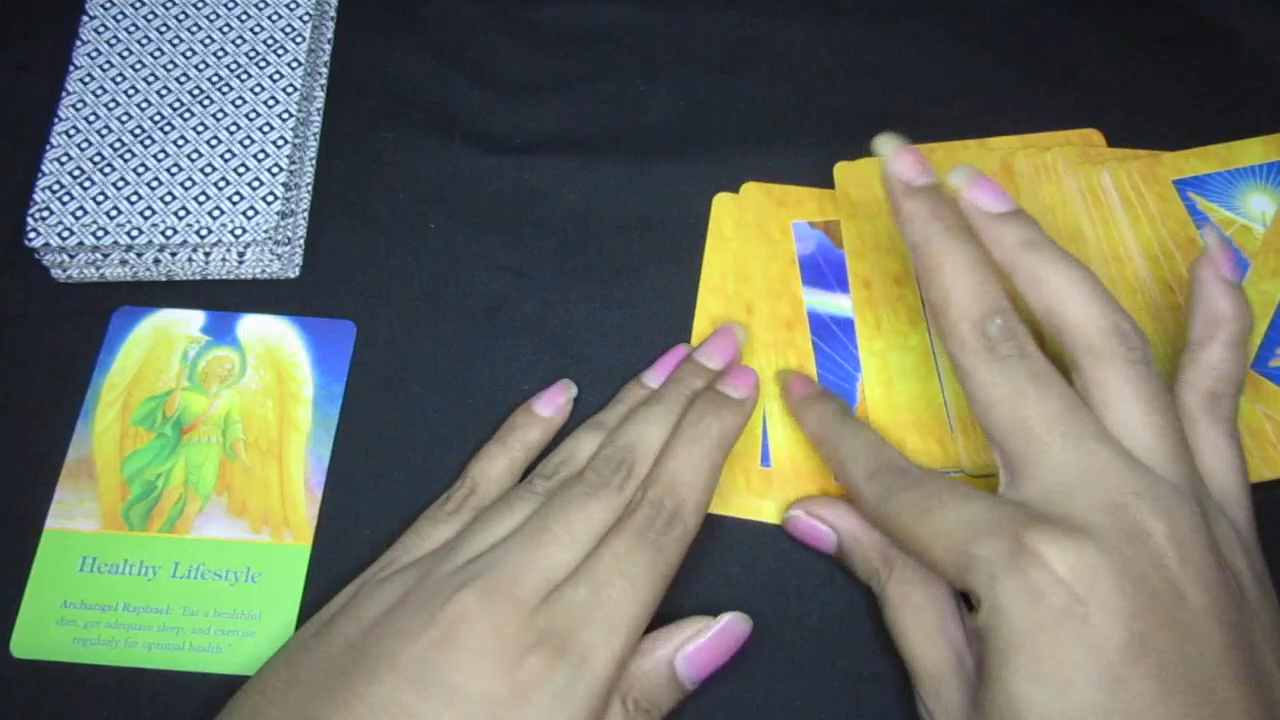 Healthy Lifestyle
Archangel Raphael: "Eat a healthful
diet, get adequate sleep, and exercise
regularly for optimal health."